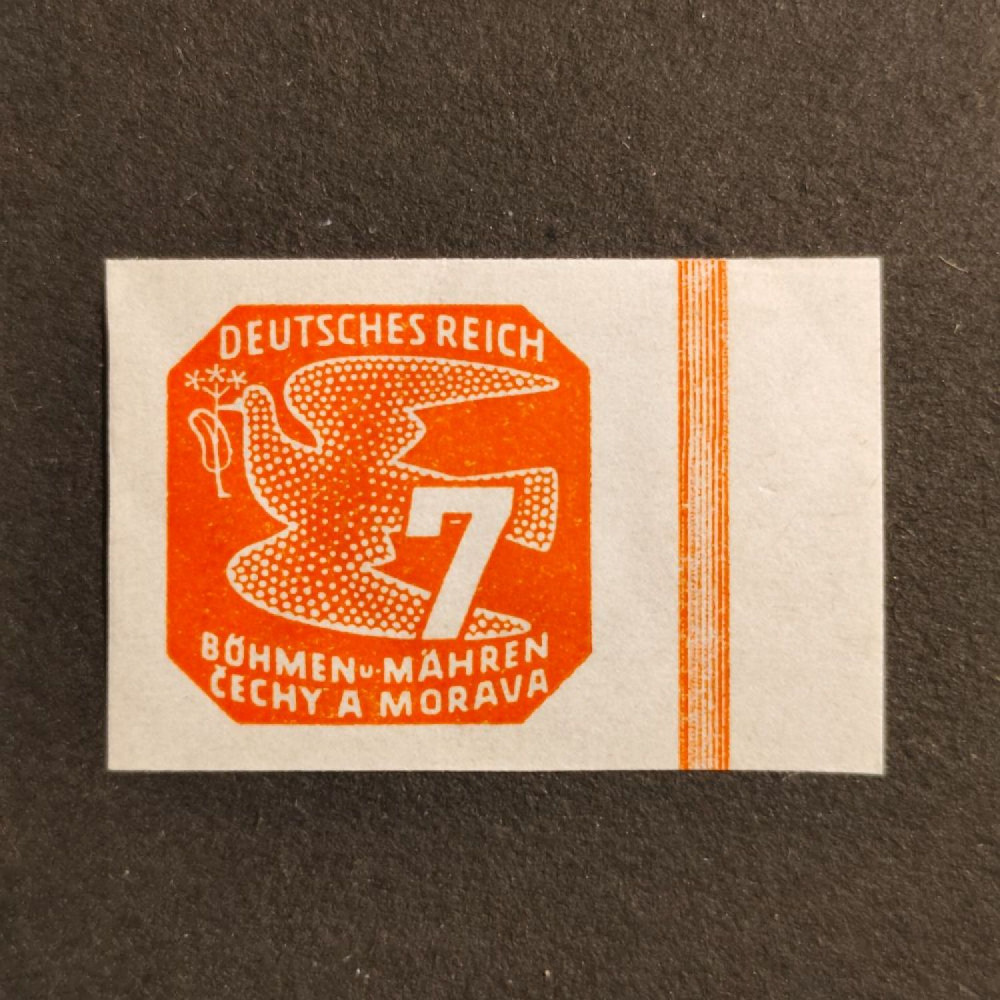 DEUTSCHES REICH
7
BÖHMEN u. MÄHREN
ČECHY A MORAVA